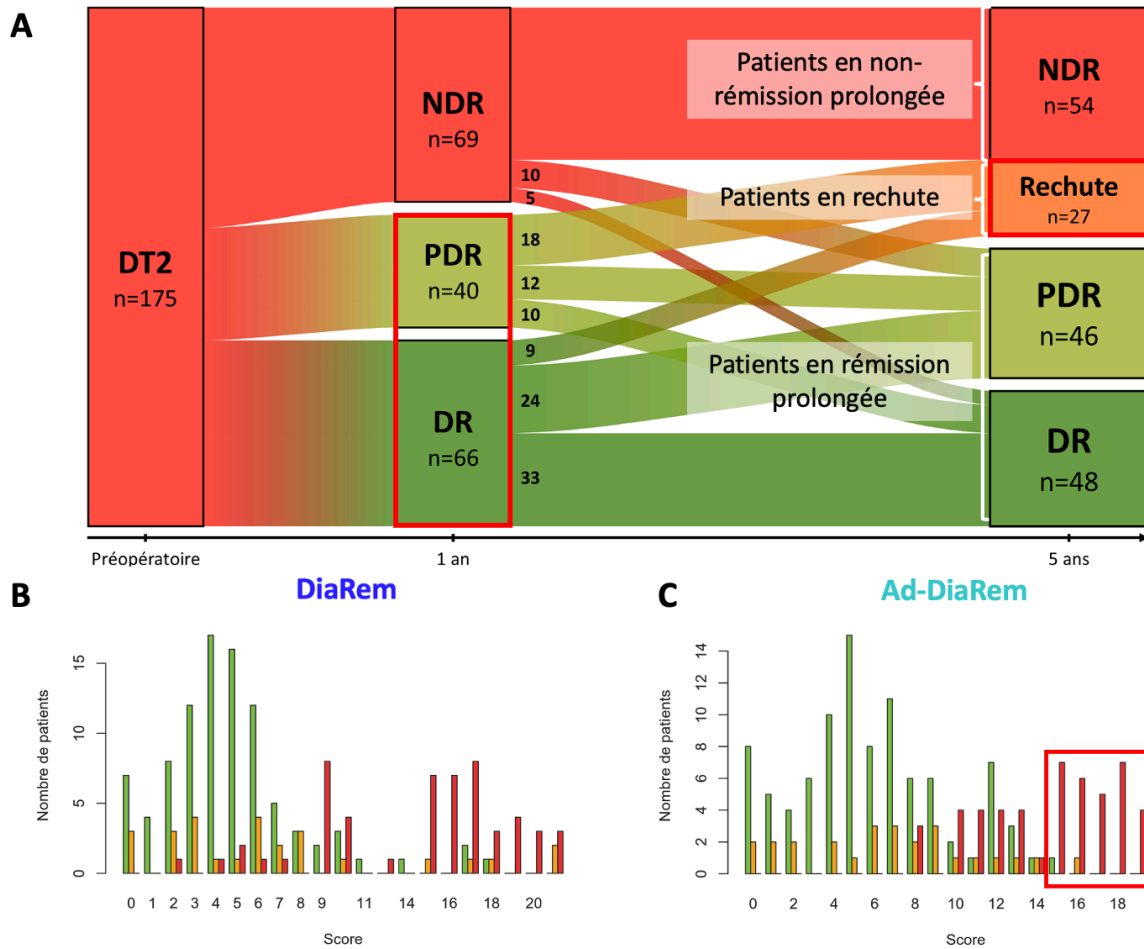 A
DT2
n=175
NDR
n=69
PDR
n=40
DR
n=66
10
5
18
12
10
9
24
33
Patients en non-
rémission prolongée
Patients en rechute
Patients en rémission
prolongée
NDR
n=54
Rechute
n=27
PDR
n=46
DR
n=48
Préopératoire
1 an
5 ans
B
DiaRem
Nombre de patients
0
5
10
15
0 1 2 3 4 5 6 7 8 9 11 14 16 18 20
Score
C
Ad-DiaRem
Nombre de patients
0
2
4
6
8
10
12
14
0 2 4 6 8 10 12 14 16 18
Score